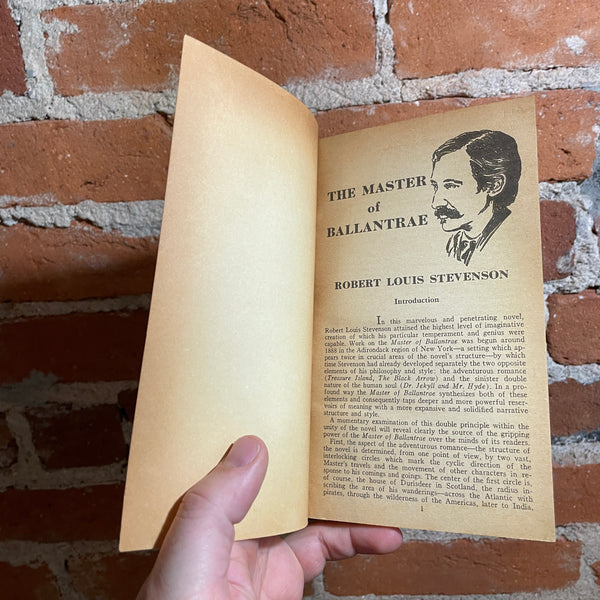 THE MASTER
of
BALLANTRAE
ROBERT LOUIS STEVENSON
Introduction
In this marvelous and penetrating novel,
Robert Louis Stevenson attained the highest level of imaginative
creation of which his particular temperament and genius were
capable. Work on the Master of Ballantrae was begun around
1888 in the Adirondack region of New York—a setting which ap-
pears twice in crucial areas of the novel's structure—by which
time Stevenson had already developed separately the two opposite
elements of his philosophy and style: the adventurous romance
(Treasure Island, The Black Arrow) and the sinister double
nature of the human soul (Dr. Jekyll and Mr. Hyde). In a pro-
found way the Master of Ballantrae synthesizes both of these
elements and consequently taps deeper and more powerful reser-
voirs of meaning with a more expansive and solidified narrative
structure and style.
A momentary examination of this double principle within the
unity of the novel will reveal clearly the source of the gripping
power of the Master of Ballantrae over the minds of its readers.
First, the aspect of the adventurous romance—the structure of
the novel is determined, from one point of view, by two vast,
interlocking circles which mark the cyclic direction of the
Master's travels and the movement of other characters in re-
sponse to his comings and goings. The center of the first circle is,
of course, the house of Durisdeer in Scotland, the radius in-
scribing the area of his wanderings—across the Atlantic with
pirates, through the wilderness of the Americas, later to India,
1